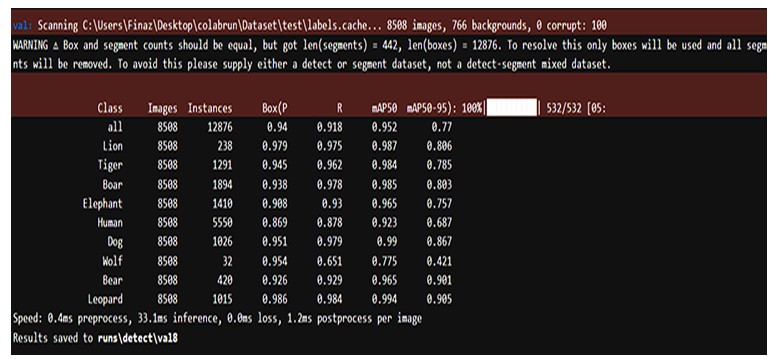 val: Scanning C:\Users\Finaz\Desktop\colabrun\Dataset\test\labels.cache... 8508 images, 766 backgrounds, 0 corrupt: 100
WARNING ⚠ Box and segment counts should be equal, but got len(segments) = 442, len(boxes) = 12876. To resolve this only boxes will be used and all segm
nts will be removed. To avoid this please supply either a detect or segment dataset, not a detect-segment mixed dataset.
Class Images Instances Box(P R mAP50 mAP50-95): 100%|██████████| 532/532 [05:
all 8508 12876 0.94 0.918 0.952 0.77
Lion 8508 238 0.979 0.975 0.987 0.806
Tiger 8508 1291 0.945 0.962 0.984 0.785
Boar 8508 1894 0.938 0.978 0.985 0.803
Elephant 8508 1410 0.908 0.93 0.965 0.757
Human 8508 5550 0.869 0.878 0.923 0.687
Dog 8508 1026 0.951 0.979 0.99 0.867
Wolf 8508 32 0.954 0.651 0.775 0.421
Bear 8508 420 0.926 0.929 0.965 0.901
Leopard 8508 1015 0.986 0.984 0.994 0.905
Speed: 0.4ms preprocess, 33.1ms inference, 0.0ms loss, 1.2ms postprocess per image
Results saved to runs\detect\val8